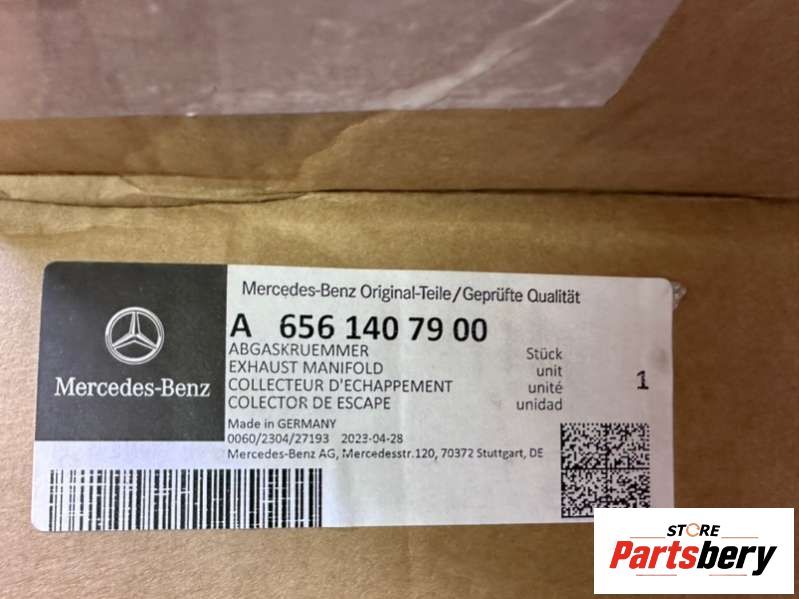 Mercedes-Benz Original-Teile/Geprüfte Qualität
A 656 140 79 00
ABGASKRUEMMER Stück
EXHAUST MANIFOLD unit 1
COLLECTEUR D'ECHAPPEMENT unité
COLECTOR DE ESCAPE unidad
Mercedes-Benz
Made in GERMANY
0060/2304/27193 2023-04-28
Mercedes-Benz AG, Mercedesstr.120, 70372 Stuttgart, DE
STORE
Partsbery